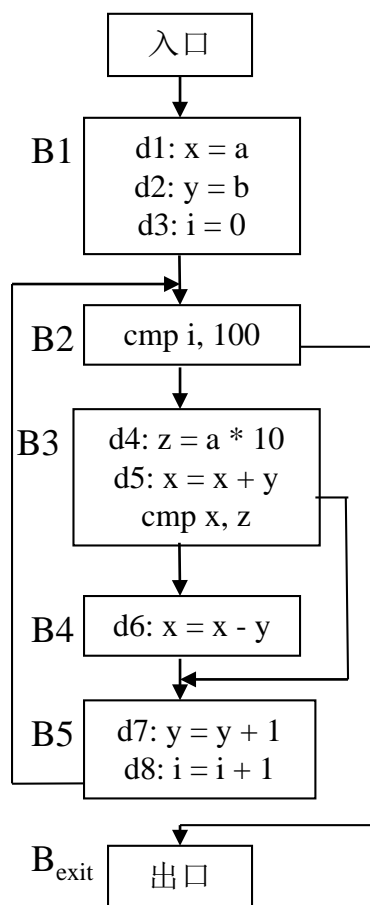 入口
B1
d1: x = a
d2: y = b
d3: i = 0
B2
cmp i, 100
B3
d4: z = a * 10
d5: x = x + y
cmp x, z
B4
d6: x = x - y
B5
d7: y = y + 1
d8: i = i + 1
Bexit
出口